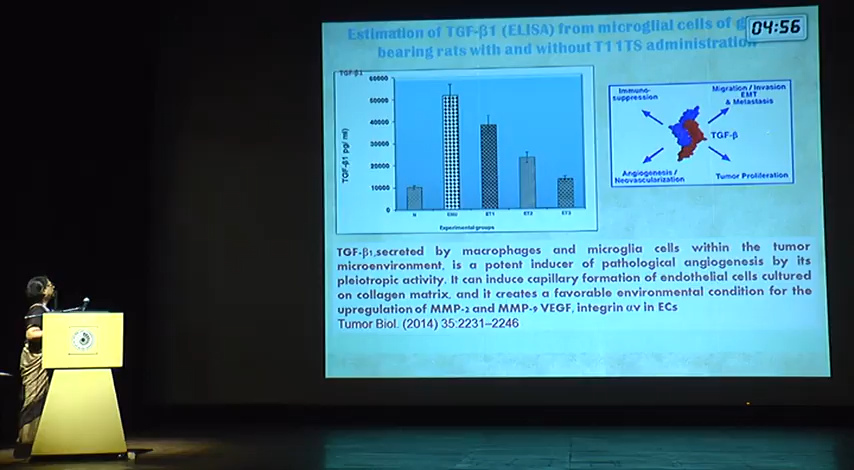 Estimation of TGF-β1 (ELISA) from microglial cells of
04:56
bearing rats with and without T11TS administration
TGF-β1
60000
50000
40000
30000
20000
10000
0
TGF-β1 pg/ ml)
N ENU ET1 ET2 ET3
Experimental groups
Immuno-
suppression
Migration / Invasion
EMT
& Metastasis
TGF-β
Angiogenesis /
Neovascularization
Tumor Proliferation
TGF-β1,secreted by macrophages and microglia cells within the tumor
microenvironment, is a potent inducer of pathological angiogenesis by its
pleiotropic activity. It can induce capillary formation of endothelial cells cultured
on collagen matrix, and it creates a favorable environmental condition for the
upregulation of MMP-2 and MMP-9 VEGF, integrin αv in ECs
Tumor Biol. (2014) 35:2231–2246